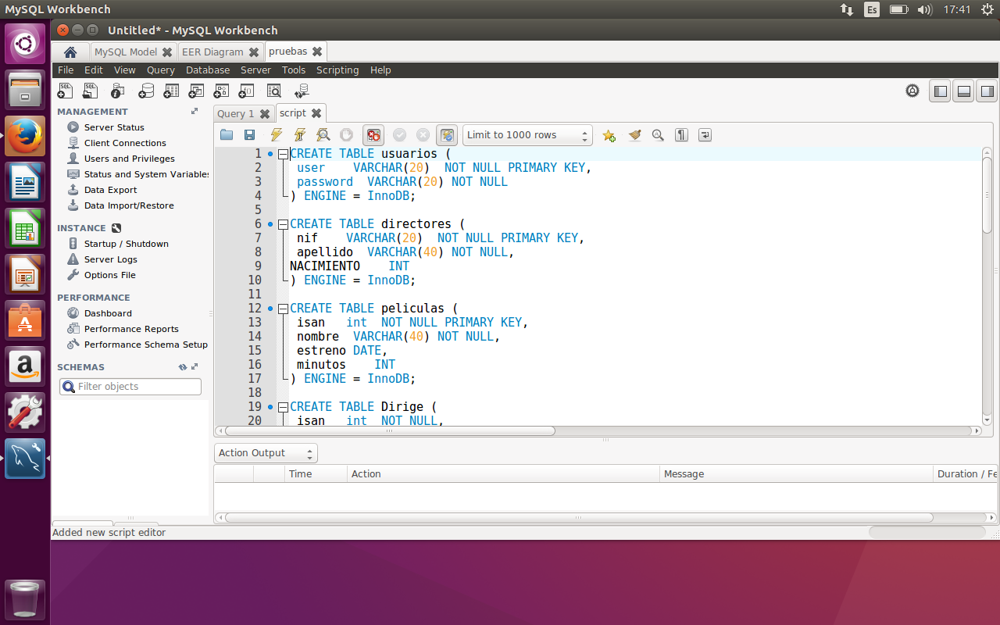 MySQL Workbench
Es
17:41
Untitled* - MySQL Workbench
MySQL Model
EER Diagram
pruebas
File Edit View Query Database Server Tools Scripting Help
MANAGEMENT
Server Status
Client Connections
Users and Privileges
Status and System Variables
Data Export
Data Import/Restore
INSTANCE
Startup / Shutdown
Server Logs
Options File
PERFORMANCE
Dashboard
Performance Reports
Performance Schema Setup
SCHEMAS
Filter objects
Query 1
script
Limit to 1000 rows
1 CREATE TABLE usuarios (
2 user VARCHAR(20) NOT NULL PRIMARY KEY,
3 password VARCHAR(20) NOT NULL
4 ) ENGINE = InnoDB;
5
6 CREATE TABLE directores (
7 nif VARCHAR(20) NOT NULL PRIMARY KEY,
8 apellido VARCHAR(40) NOT NULL,
9 NACIMIENTO INT
10 ) ENGINE = InnoDB;
11
12 CREATE TABLE peliculas (
13 isan int NOT NULL PRIMARY KEY,
14 nombre VARCHAR(40) NOT NULL,
15 estreno DATE,
16 minutos INT
17 ) ENGINE = InnoDB;
18
19 CREATE TABLE Dirige (
20 isan int NOT NULL,
Action Output
Time Action Message Duration / Fe
Added new script editor